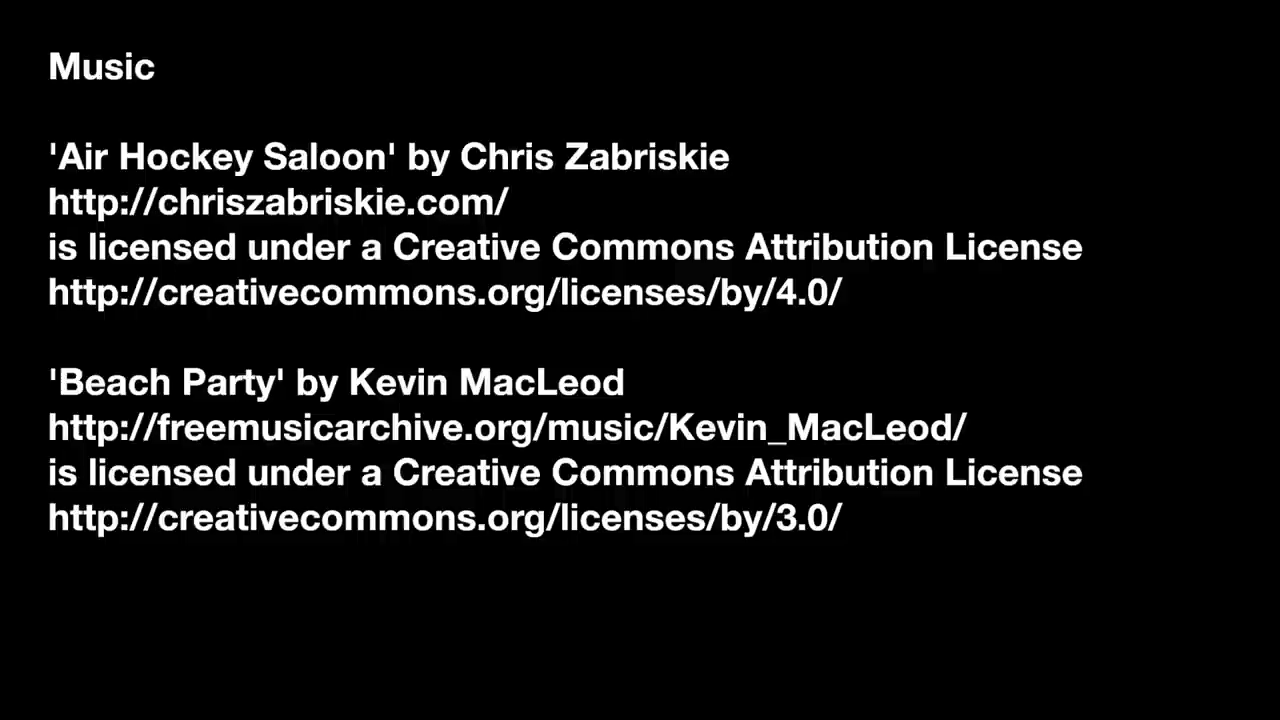 Music
'Air Hockey Saloon' by Chris Zabriskie
http://chriszabriskie.com/
is licensed under a Creative Commons Attribution License
http://creativecommons.org/licenses/by/4.0/
'Beach Party' by Kevin MacLeod
http://freemusicarchive.org/music/Kevin_MacLeod/
is licensed under a Creative Commons Attribution License
http://creativecommons.org/licenses/by/3.0/